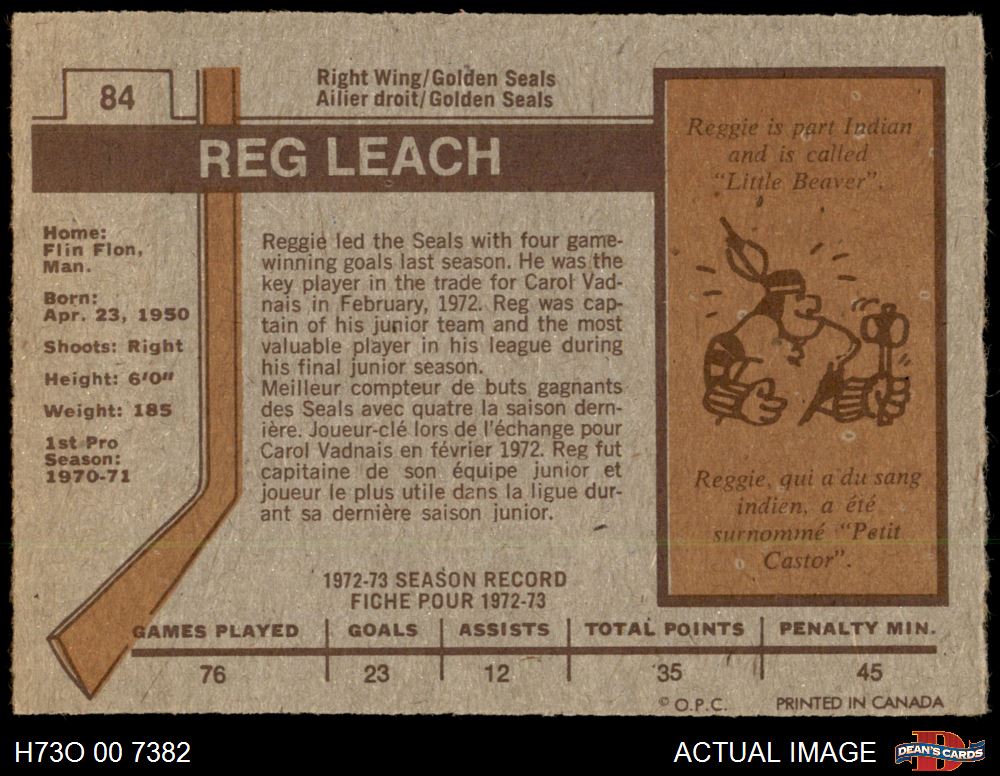 84
Right Wing/Golden Seals
Ailier droit/Golden Seals
REG LEACH
Home:
Flin Flon,
Man.
Born:
Apr. 23, 1950
Shoots: Right
Height: 6'0"
Weight: 185
1st Pro
Season:
1970-71
Reggie led the Seals with four game-
winning goals last season. He was the
key player in the trade for Carol Vad-
nais in February, 1972. Reg was cap-
tain of his junior team and the most
valuable player in his league during
his final junior season.
Meilleur compteur de buts gagnants
des Seals avec quatre la saison dern-
ière. Joueur-clé lors de l'échange pour
Carol Vadnais en février 1972. Reg fut
capitaine de son équipe junior et
joueur le plus utile dans la ligue dur-
ant sa dernière saison junior.
Reggie is part Indian
and is called
"Little Beaver".
Reggie, qui a du sang
indien, a été
surnommé "Petit
Castor".
1972-73 SEASON RECORD
FICHE POUR 1972-73
GAMES PLAYED GOALS ASSISTS TOTAL POINTS PENALTY MIN.
76 23 12 35 45
© O.P.C. PRINTED IN CANADA
H73O 00 7382 ACTUAL IMAGE DEAN'S CARDS